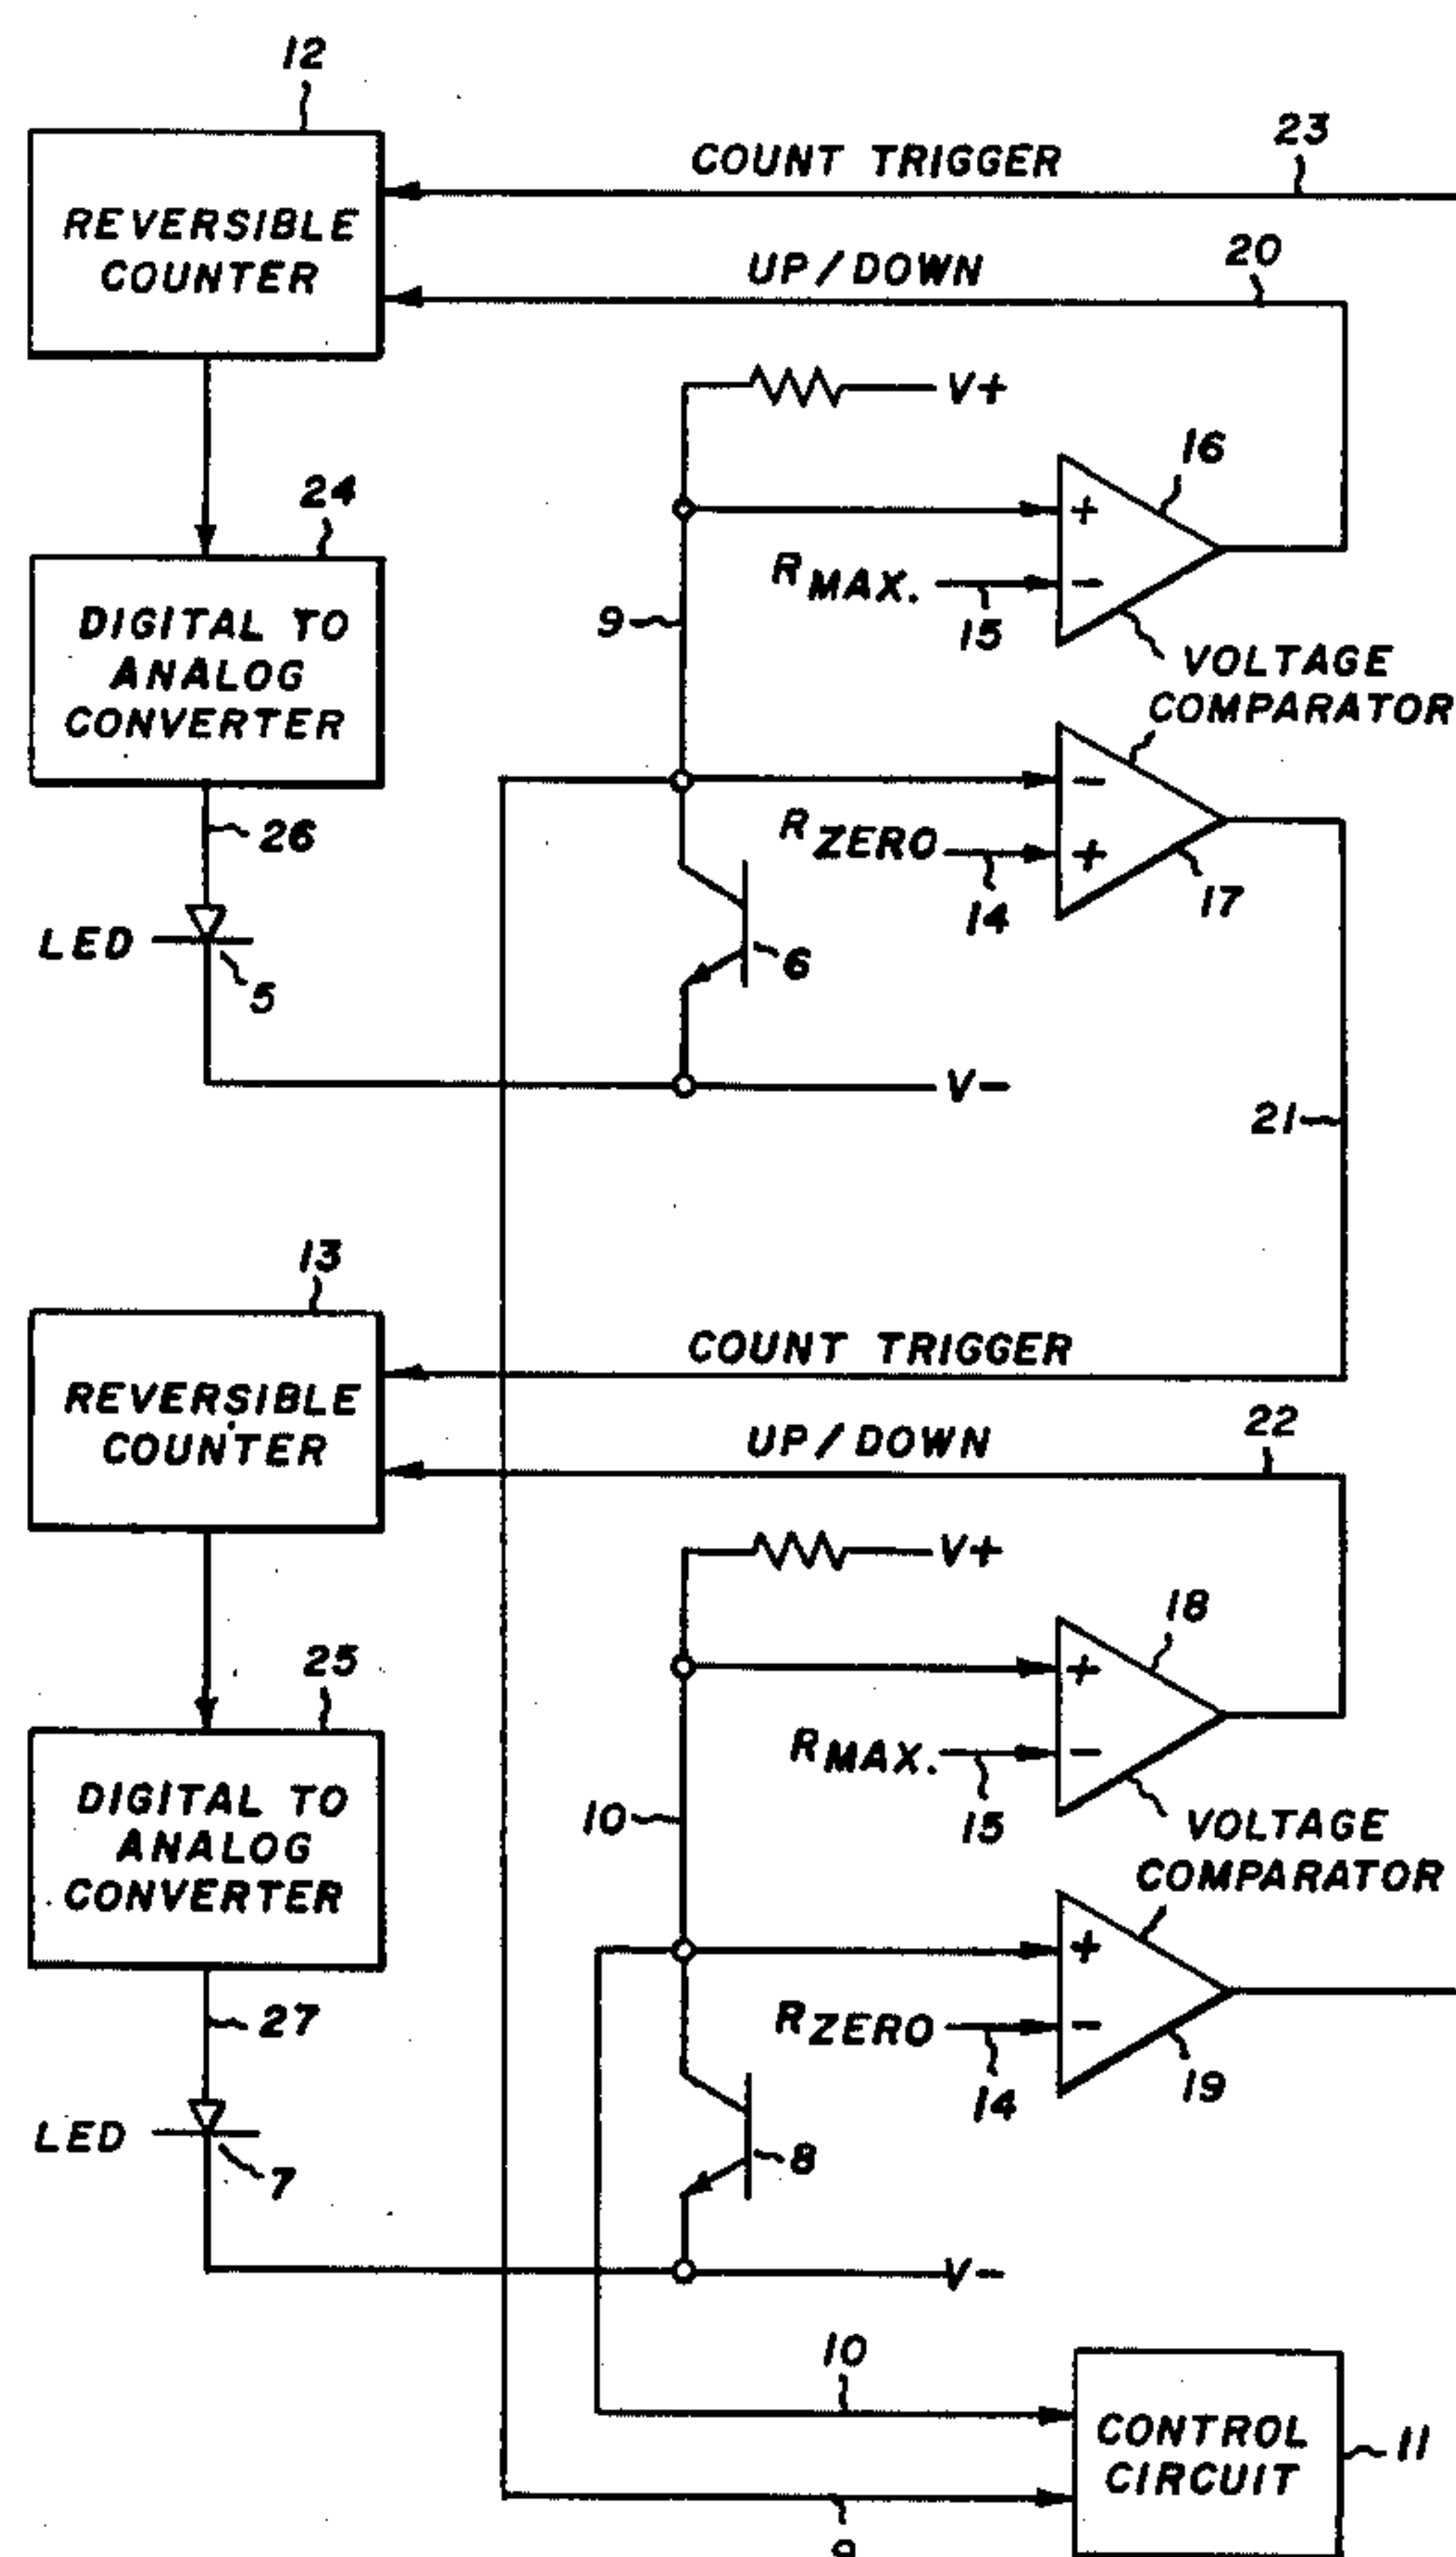 12
23
COUNT TRIGGER
REVERSIBLE
COUNTER
20
UP/DOWN
V+
16
24
+
R MAX.
−
15
DIGITAL TO
ANALOG
CONVERTER
9
VOLTAGE
COMPARATOR
26
−
R ZERO
+
14
17
LED
5
6
V−
21
13
COUNT TRIGGER
REVERSIBLE
COUNTER
22
UP/DOWN
V+
18
25
+
R MAX.
−
15
DIGITAL TO
ANALOG
CONVERTER
10
VOLTAGE
COMPARATOR
27
+
R ZERO
−
14
19
LED
7
8
V−
10
CONTROL
CIRCUIT
11
9